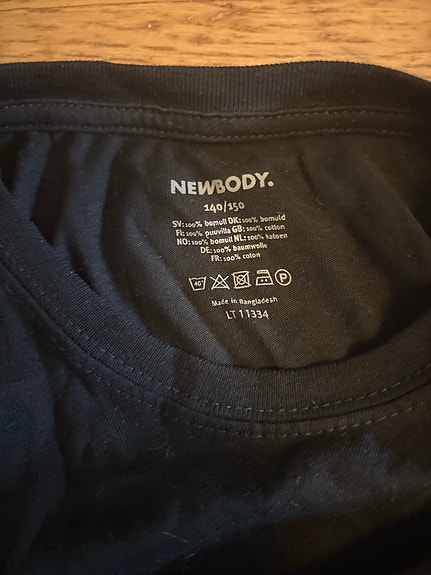 NEWBODY.
140/150
SV:100% bomull DK:100% bomuld
FI:100% puuvilla GB:100% cotton
NO:100% bomull NL:100% katoen
DE:100% baumwolle
FR:100% coton
40° P
Made in Bangladesh
LT 11334